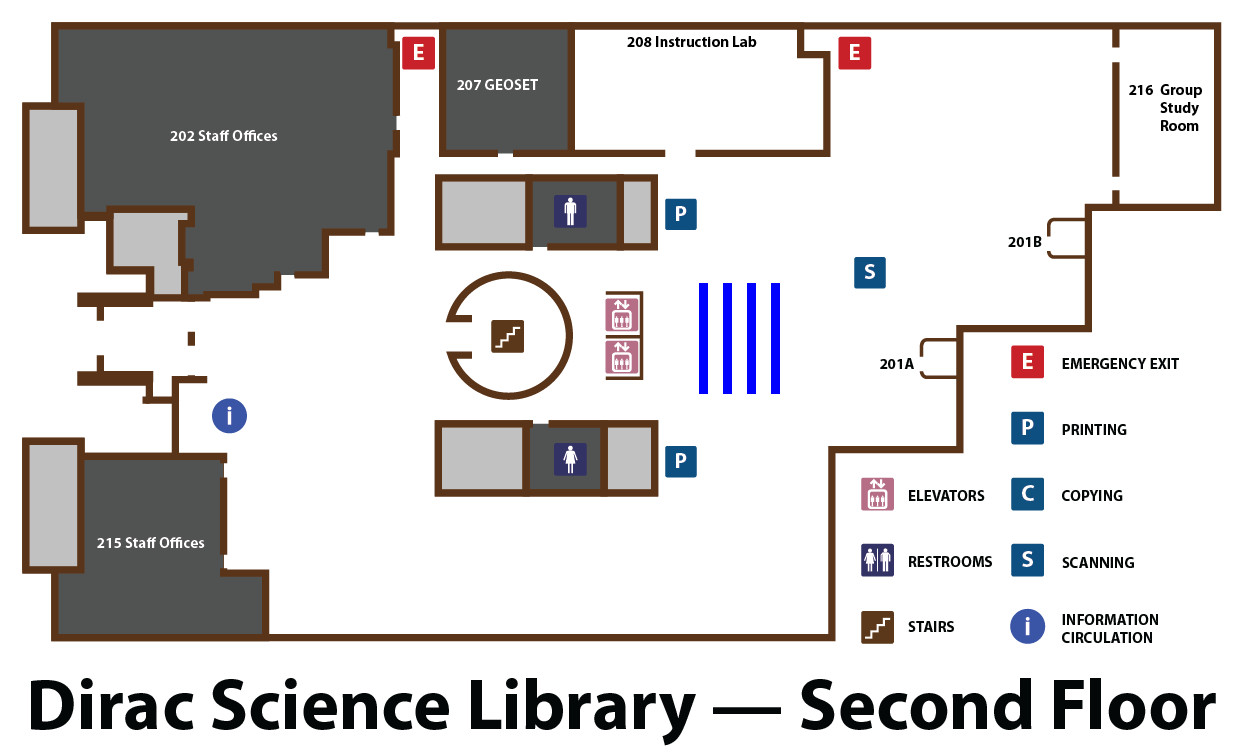 E
E
208 Instruction Lab
207 GEOSET
216 Group
Study
Room
202 Staff Offices
P
201B
S
201A
E EMERGENCY EXIT
i
P PRINTING
P
ELEVATORS
C COPYING
215 Staff Offices
RESTROOMS
S SCANNING
STAIRS
i INFORMATION
CIRCULATION
Dirac Science Library — Second Floor